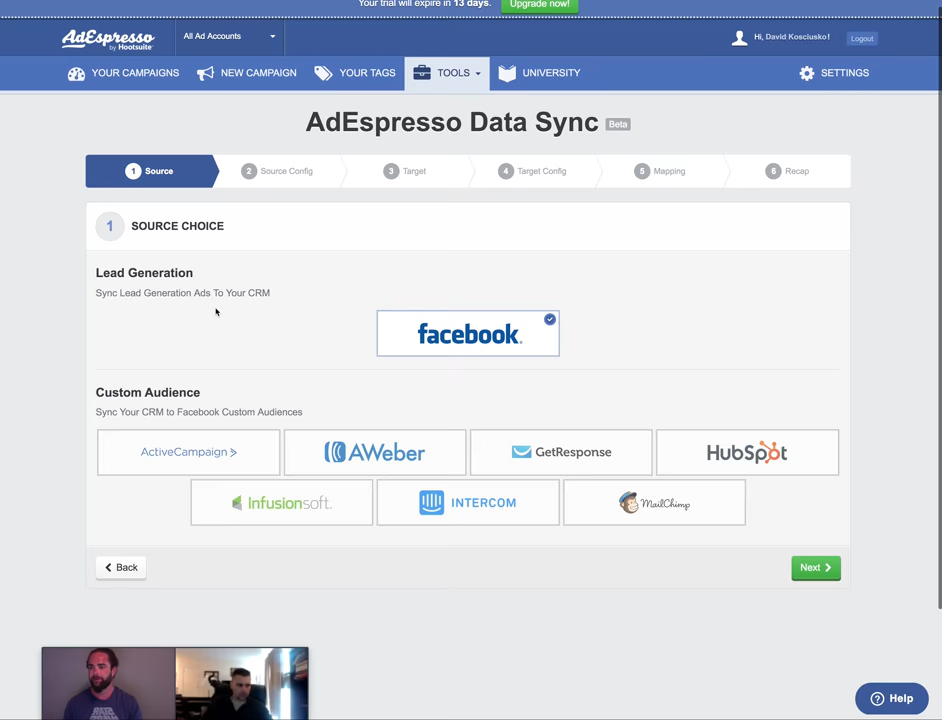 Your trial will expire in 13 days. Upgrade now!
AdEspresso
by Hootsuite
All Ad Accounts
Hi, David Kosciusko!
Logout
YOUR CAMPAIGNS
NEW CAMPAIGN
YOUR TAGS
TOOLS
UNIVERSITY
SETTINGS
AdEspresso Data Sync Beta
1 Source
2 Source Config
3 Target
4 Target Config
5 Mapping
6 Recap
1 SOURCE CHOICE
Lead Generation
Sync Lead Generation Ads To Your CRM
facebook.
Custom Audience
Sync Your CRM to Facebook Custom Audiences
ActiveCampaign >
AWeber
GetResponse
HubSpot
Infusionsoft.
INTERCOM
MailChimp
Back
Next
Help